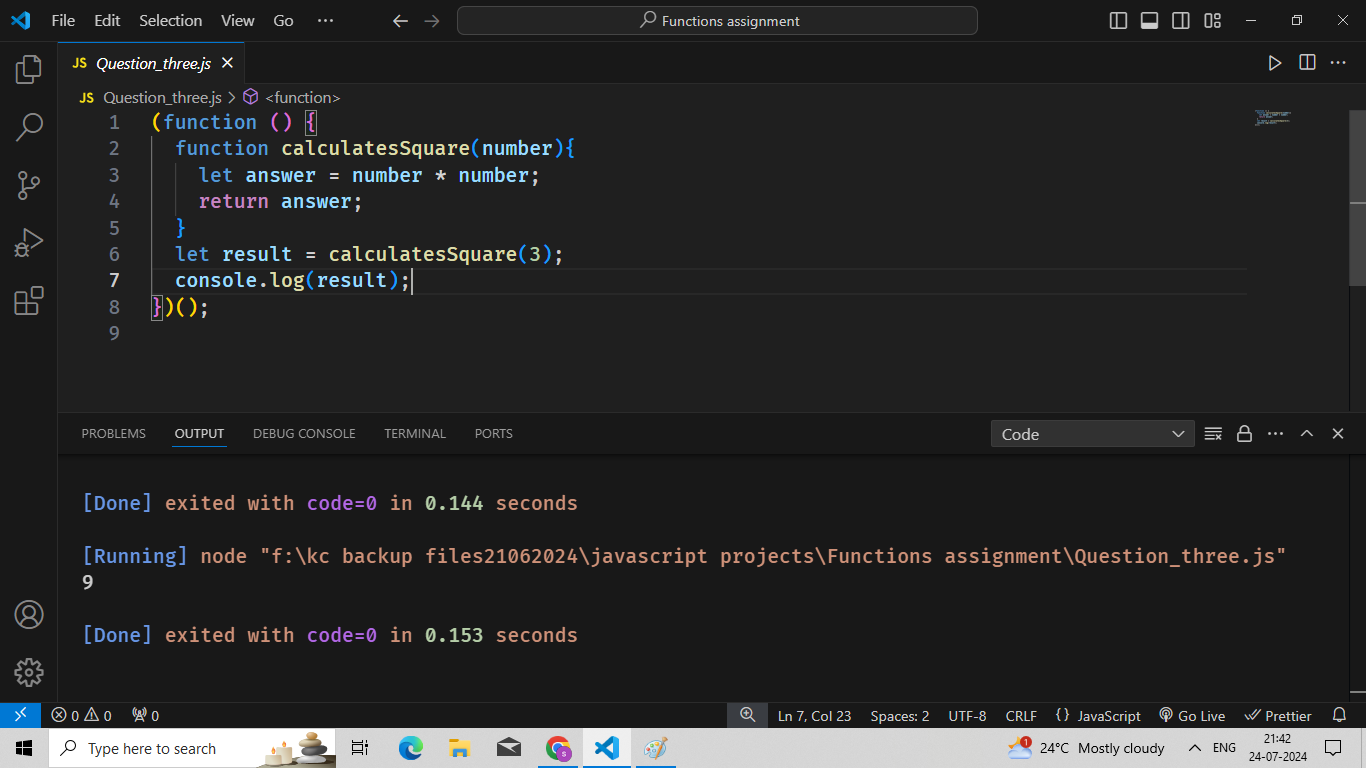 File Edit Selection View Go ··· Functions assignment
JS Question_three.js
JS Question_three.js > <function>
1 (function () {
2 function calculatesSquare(number){
3 let answer = number * number;
4 return answer;
5 }
6 let result = calculatesSquare(3);
7 console.log(result);
8 })();
9
PROBLEMS OUTPUT DEBUG CONSOLE TERMINAL PORTS Code
[Done] exited with code=0 in 0.144 seconds
[Running] node "f:\kc backup files21062024\javascript projects\Functions assignment\Question_three.js"
9
[Done] exited with code=0 in 0.153 seconds
0 0 0 Ln 7, Col 23 Spaces: 2 UTF-8 CRLF {} JavaScript Go Live Prettier
Type here to search 1 24°C Mostly cloudy ENG 21:42
24-07-2024